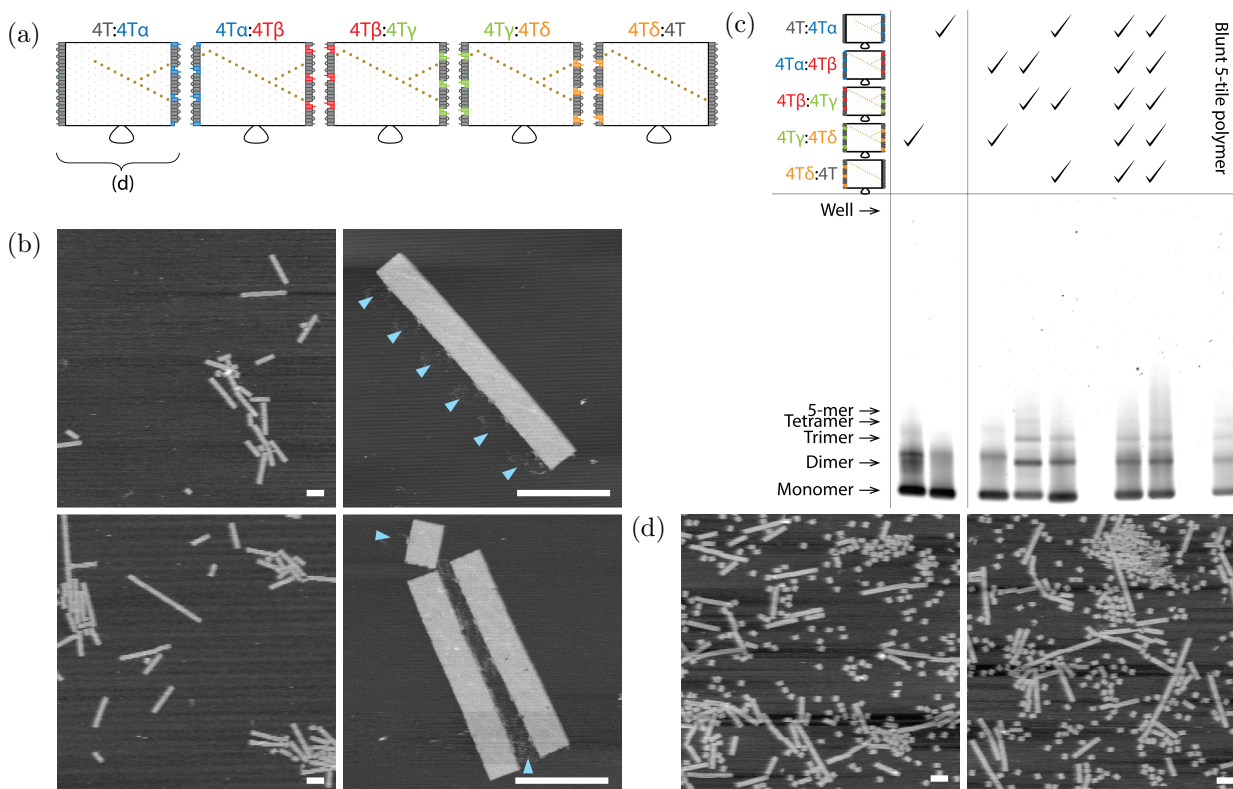 (a)
4T:4Tα
4Tα:4Tβ
4Tβ:4Tγ
4Tγ:4Tδ
4Tδ:4T
(d)
(b)
(c)
4T:4Tα
4Tα:4Tβ
4Tβ:4Tγ
4Tγ:4Tδ
4Tδ:4T
Blunt 5-tile polymer
Well →
5-mer →
Tetramer →
Trimer →
Dimer →
Monomer →
(d)